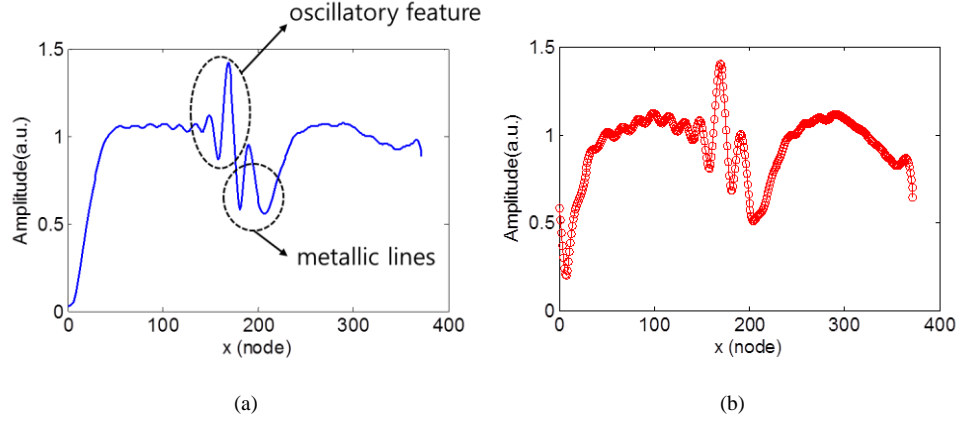 oscillatory feature
1.5
1
0.5
0
Amplitude(a.u.)
0 100 200 300 400
x (node)
metallic lines
(a)
1.5
1
0.5
0
Amplitude(a.u.)
0 100 200 300 400
x (node)
(b)